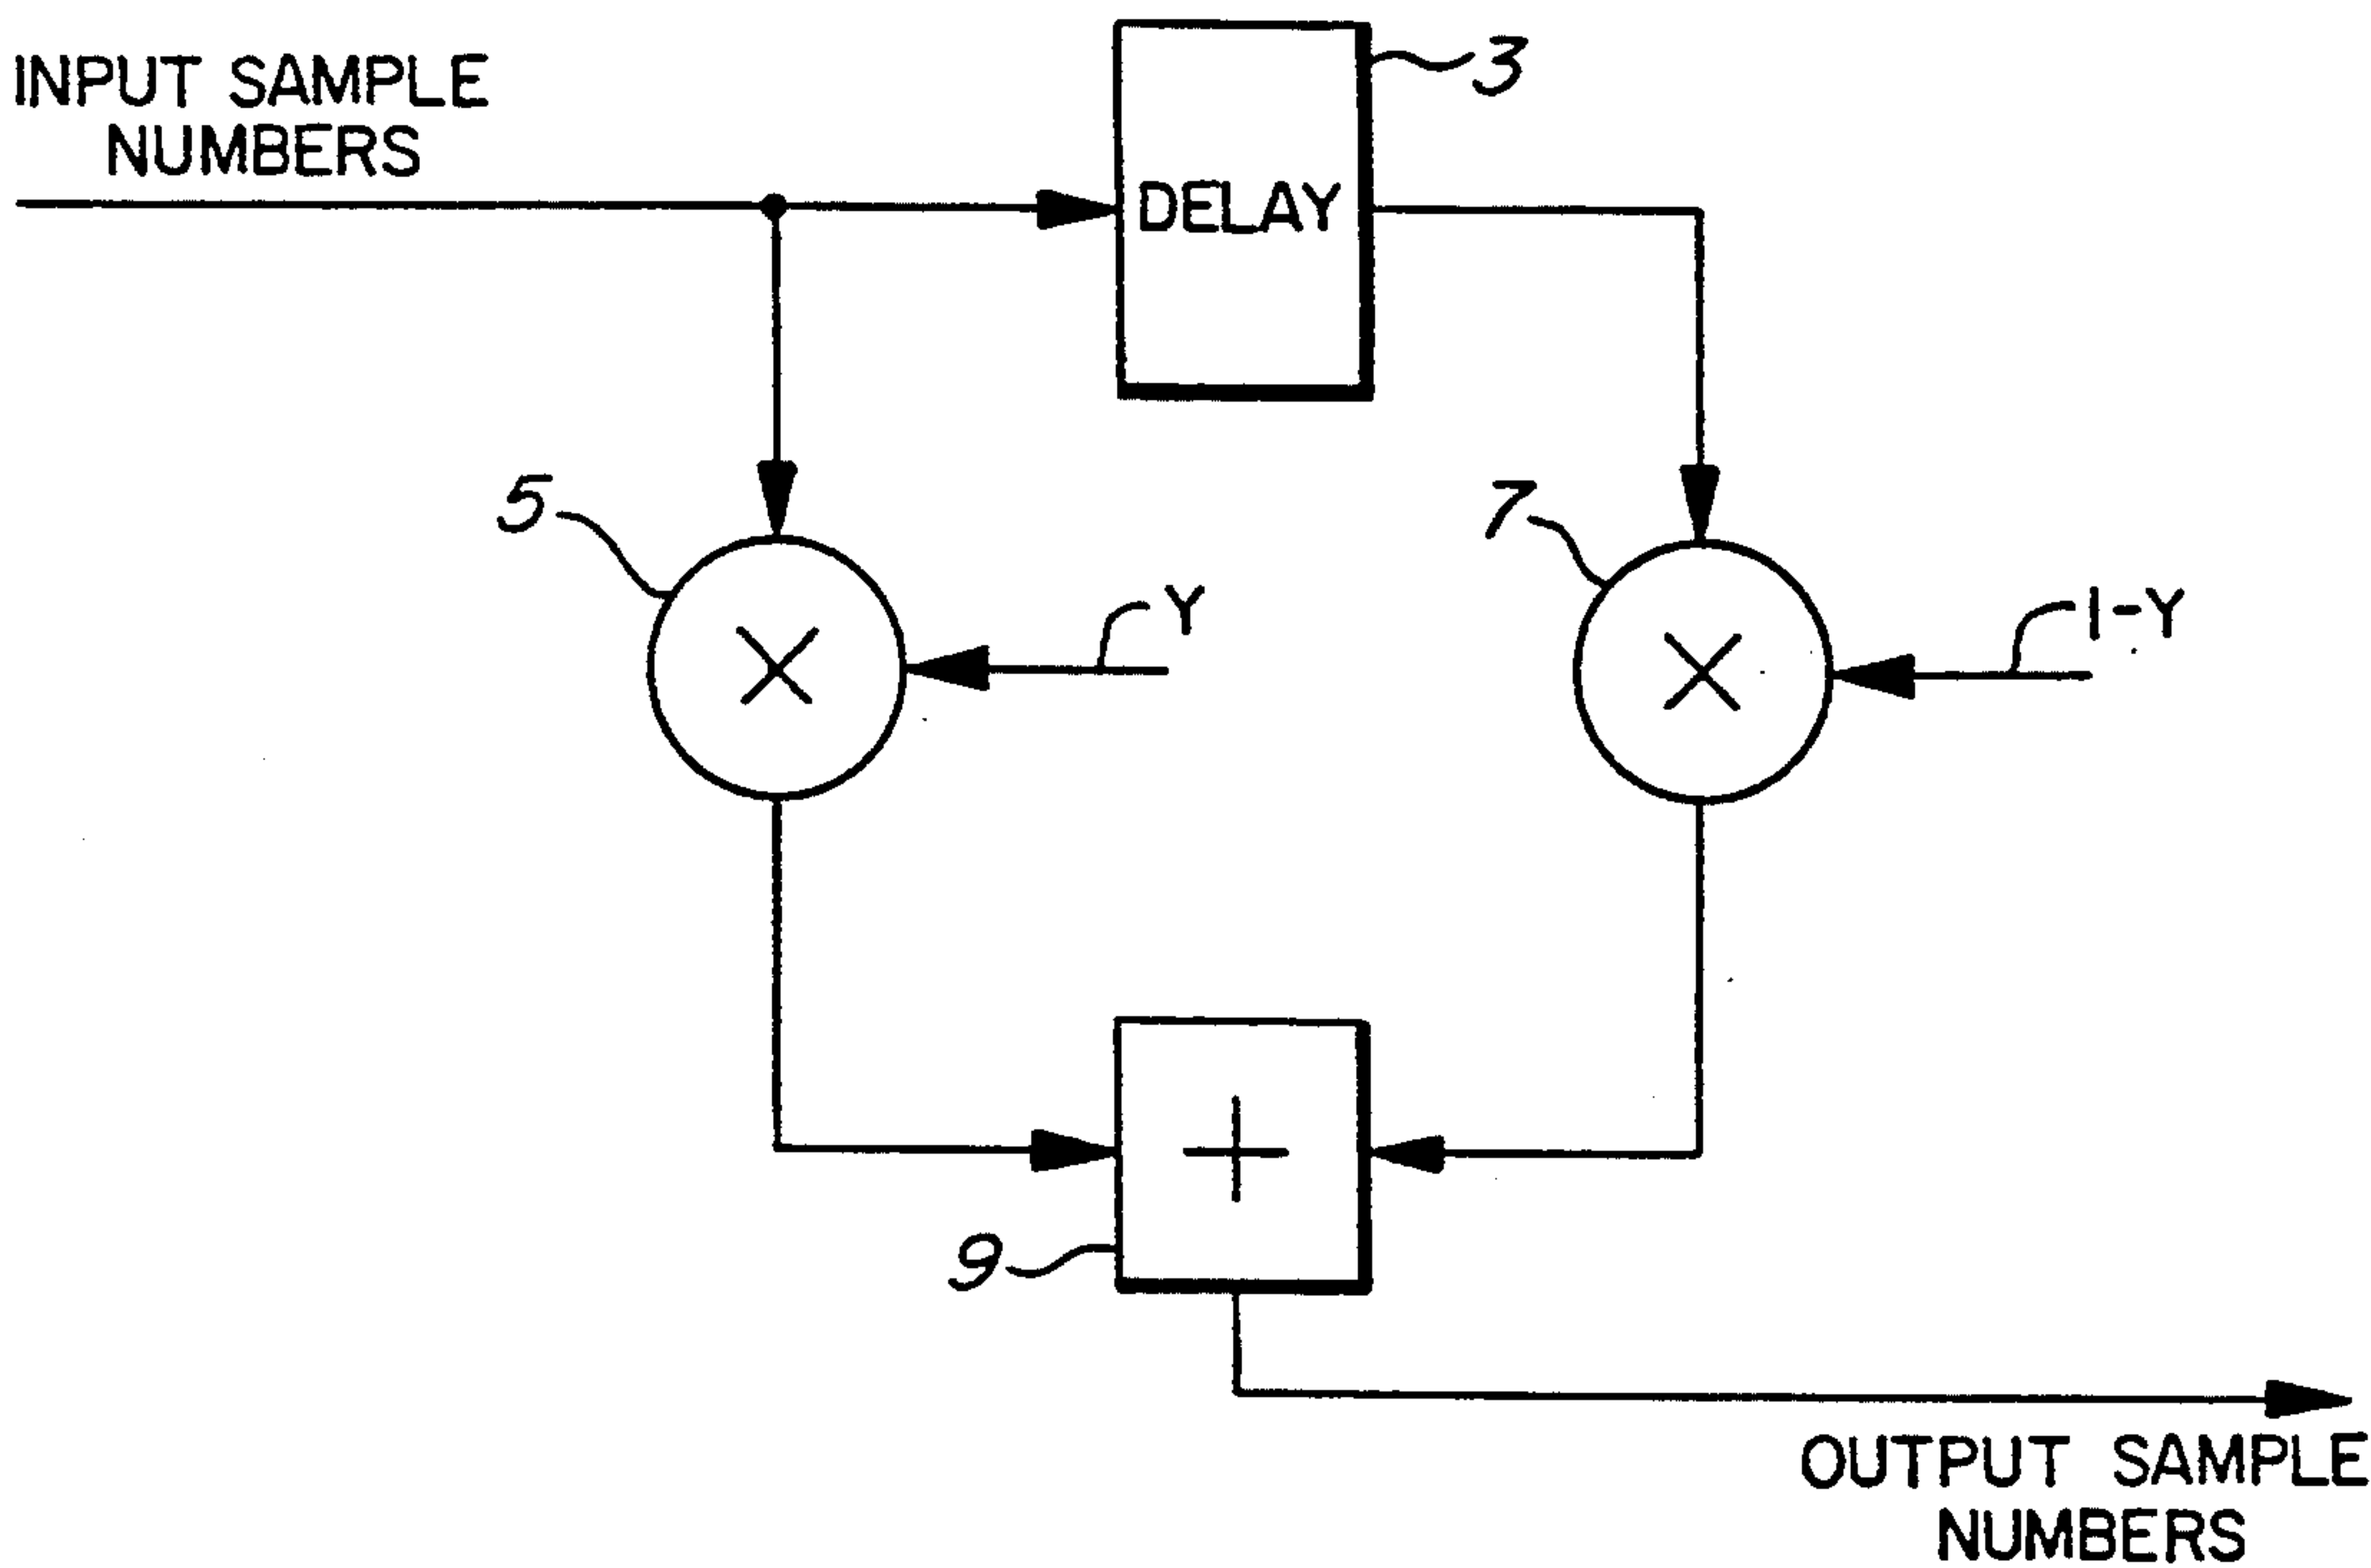 INPUT SAMPLE
NUMBERS
3
DELAY
5
7
Y
1-Y
9
OUTPUT SAMPLE
NUMBERS